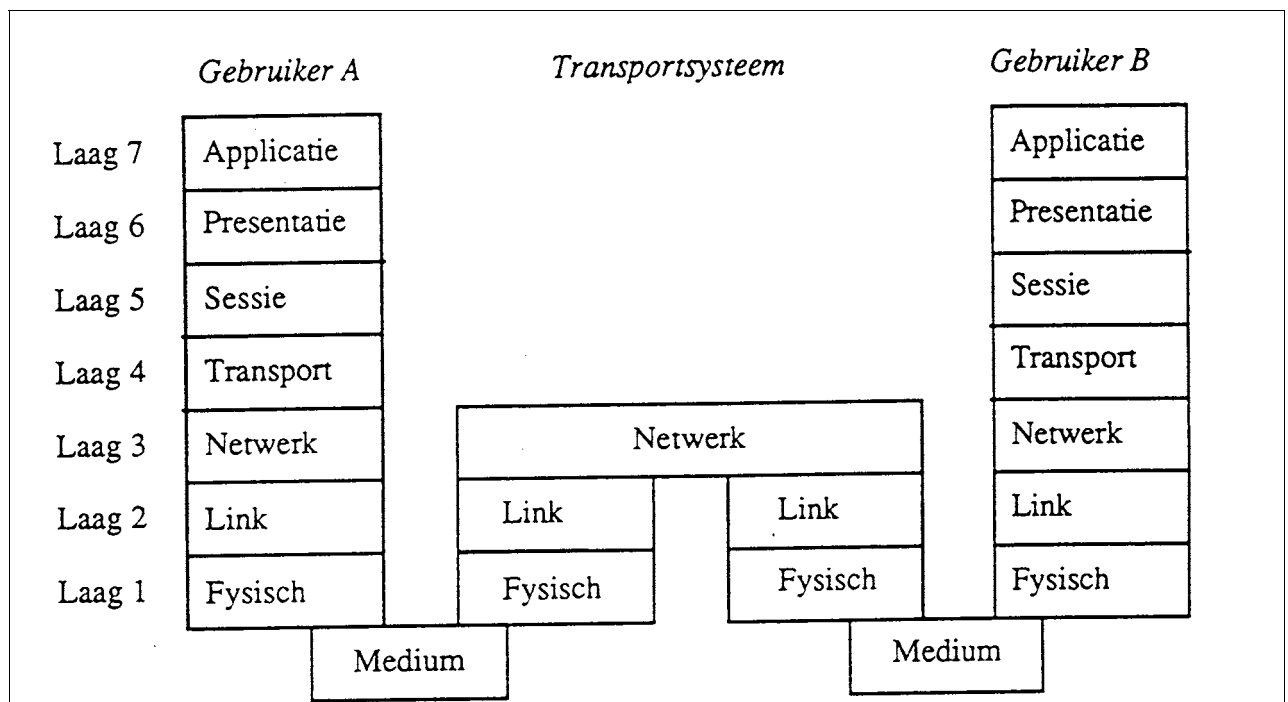 Gebruiker A Transportsysteem Gebruiker B
Laag 7 Applicatie Applicatie
Laag 6 Presentatie Presentatie
Laag 5 Sessie Sessie
Laag 4 Transport Transport
Laag 3 Netwerk Netwerk Netwerk
Laag 2 Link Link Link Link
Laag 1 Fysisch Fysisch Fysisch Fysisch
Medium Medium